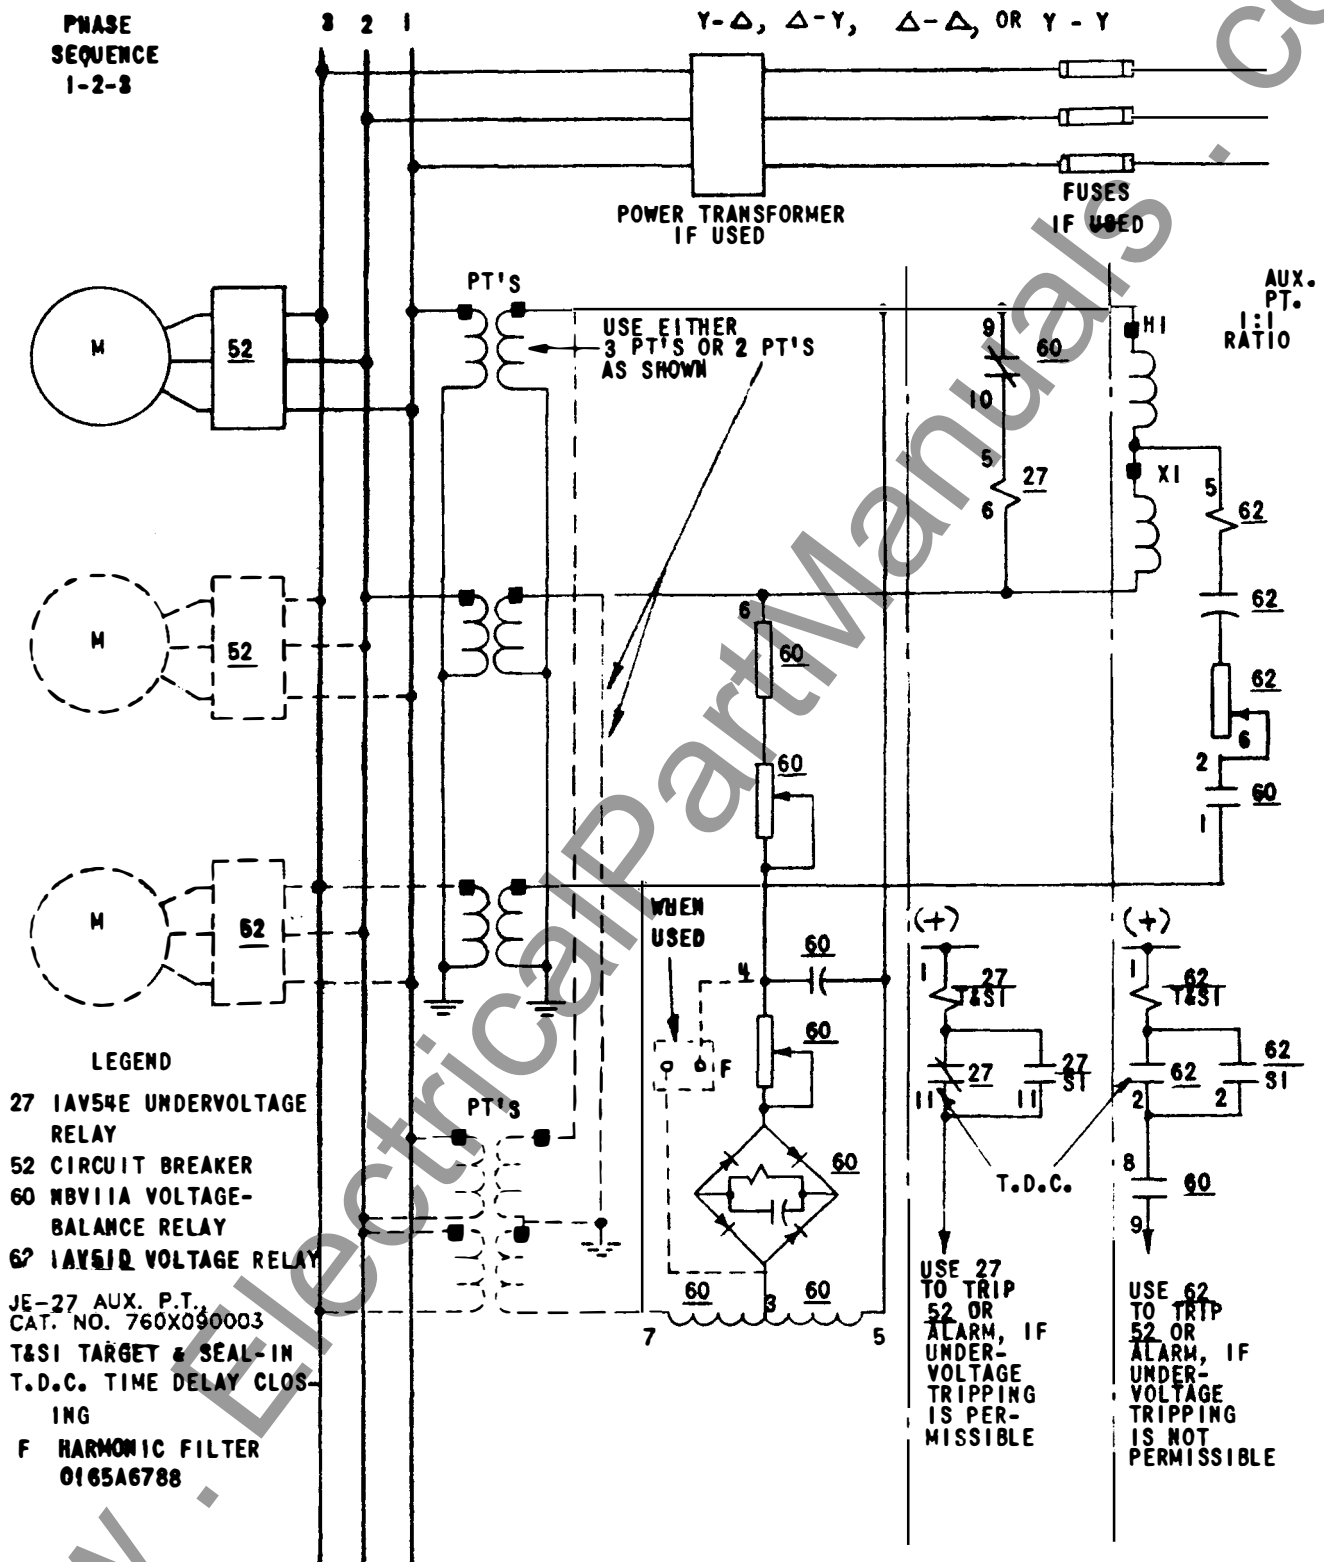 PHASE
SEQUENCE
1-2-3
3 2 1
Y-Δ, Δ-Y, Δ-Δ, OR Y - Y
POWER TRANSFORMER
IF USED
FUSES
IF USED
PT'S
USE EITHER
3 PT'S OR 2 PT'S
AS SHOWN
AUX.
PT.
1:1
RATIO
H1
X1
M
52
9
60
10
5
27
6
5
62
62
62
6
2
60
1
M
52
6
60
60
M
52
WHEN
USED
4
60
60
F
PT'S
60
60
3
60
7
5
(+)
1
27
T&SI
27
11
27
SI
11
(+)
1
62
T&SI
62
2
62
SI
2
T.D.C.
8
60
9
USE 27
TO TRIP
52 OR
ALARM, IF
UNDER-
VOLTAGE
TRIPPING
IS PER-
MISSIBLE
USE 62
TO TRIP
52 OR
ALARM, IF
UNDER-
VOLTAGE
TRIPPING
IS NOT
PERMISSIBLE
LEGEND
27 IAV54E UNDERVOLTAGE
RELAY
52 CIRCUIT BREAKER
60 NBV11A VOLTAGE-
BALANCE RELAY
62 IAV51D VOLTAGE RELAY
JE-27 AUX. P.T.,
CAT. NO. 760X090003
T&SI TARGET & SEAL-IN
T.D.C. TIME DELAY CLOS-
ING
F HARMONIC FILTER
0165A6788
w . ElectricalPartManuals . co